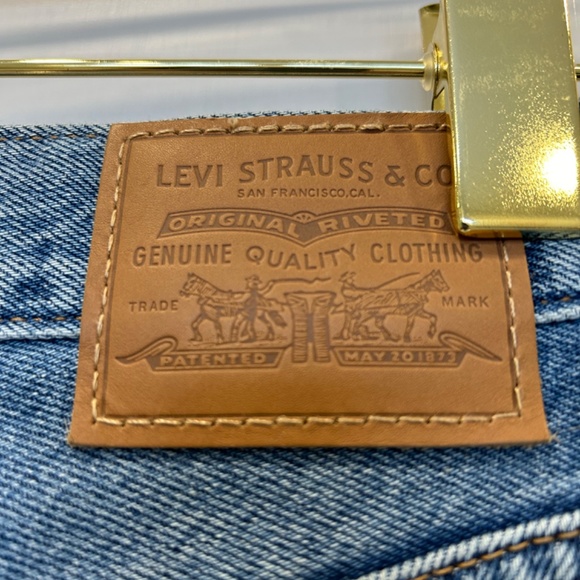 LEVI STRAUSS & CO
SAN FRANCISCO, CAL.
ORIGINAL RIVETED
GENUINE QUALITY CLOTHING
TRADE MARK
PATENTED MAY 20 1873